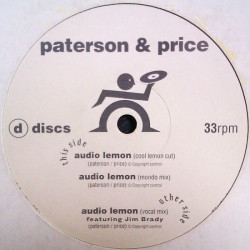 paterson & price
d discs
33rpm
this side
audio lemon (cool lemon cut)
(paterson / price) © Copyright control
audio lemon (mondo mix)
(paterson / price) © Copyright control
other side
audio lemon (vocal mix)
featuring Jim Brady
(paterson / price) © Copyright control